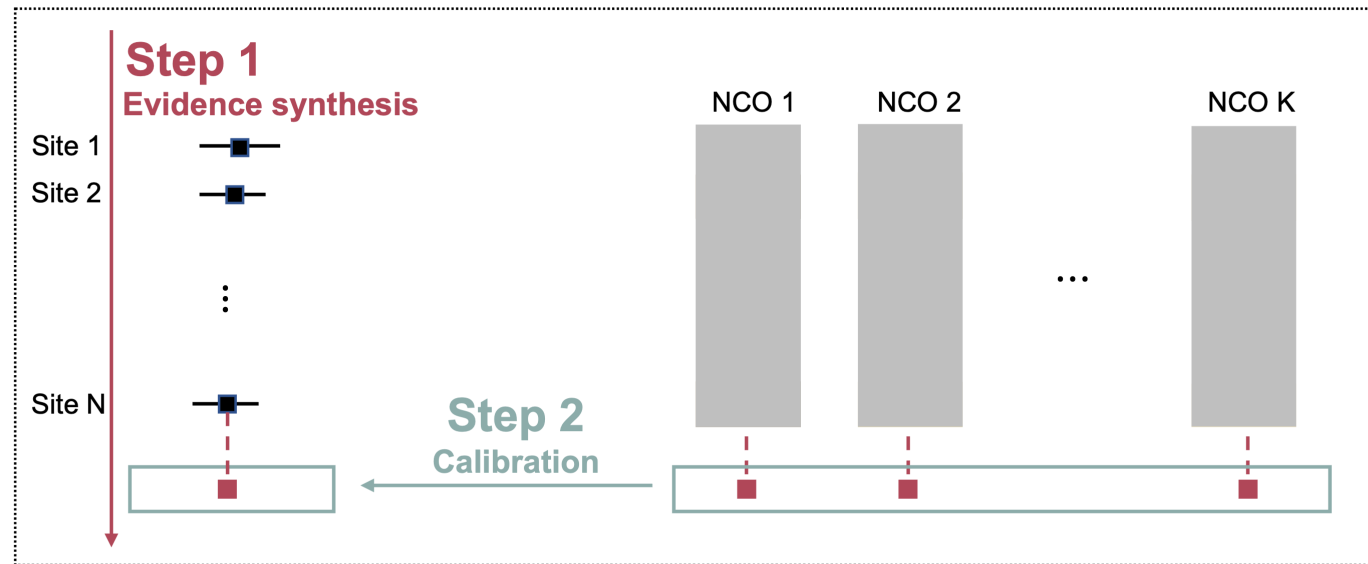 Step 1
Evidence synthesis
NCO 1
NCO 2
NCO K
Site 1
Site 2
⋮
...
Site N
Step 2
Calibration